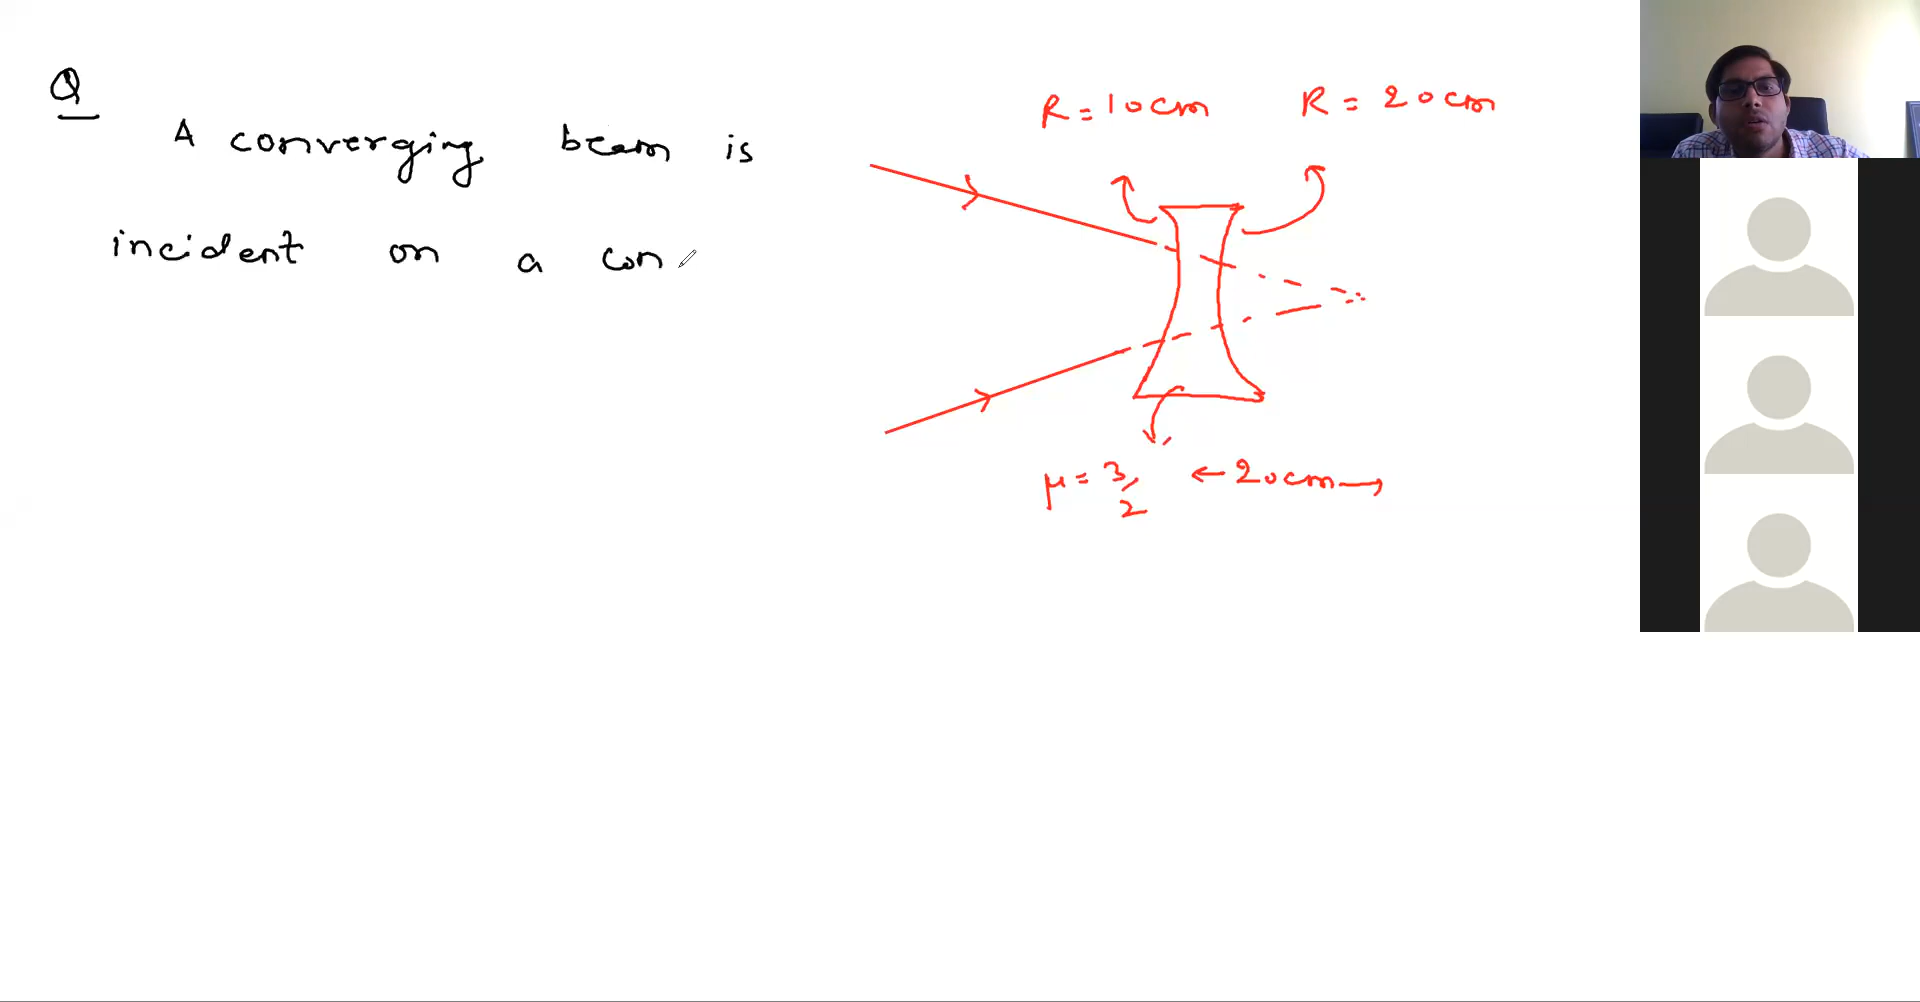 Q
A converging beam is
incident on a con
R = 10cm R = 20cm
μ = 3/2 ← 20cm →